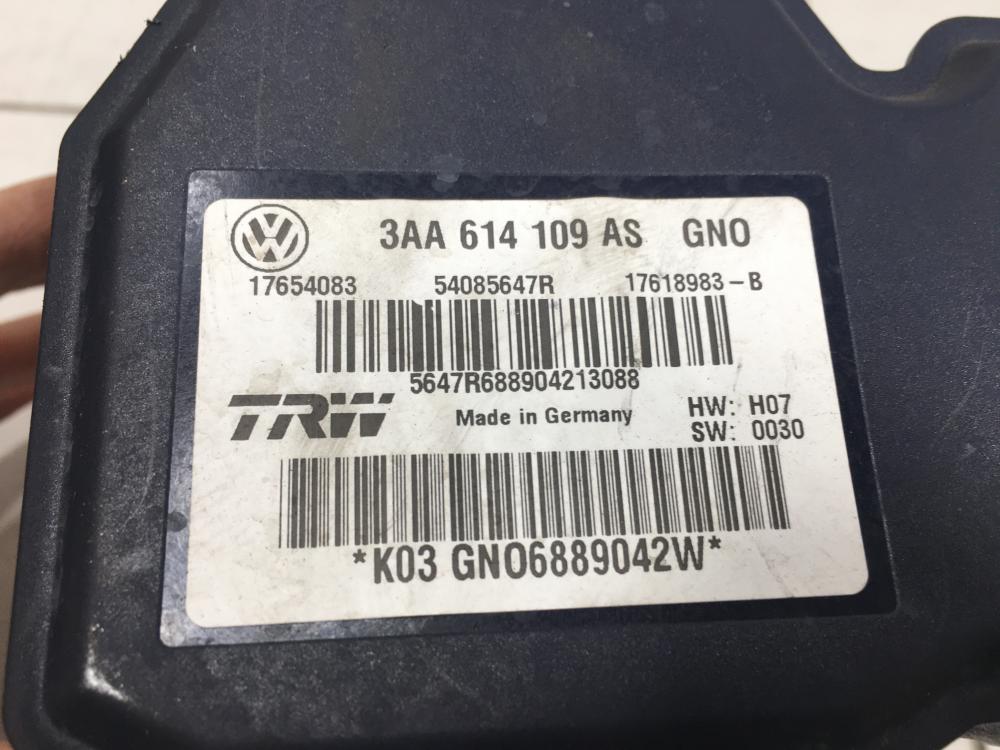 3AA 614 109 AS GNO
17654083 54085647R 17618983-B
5647R688904213088
TRW Made in Germany HW: H07
SW: 0030
*K03 GNO6889042W*